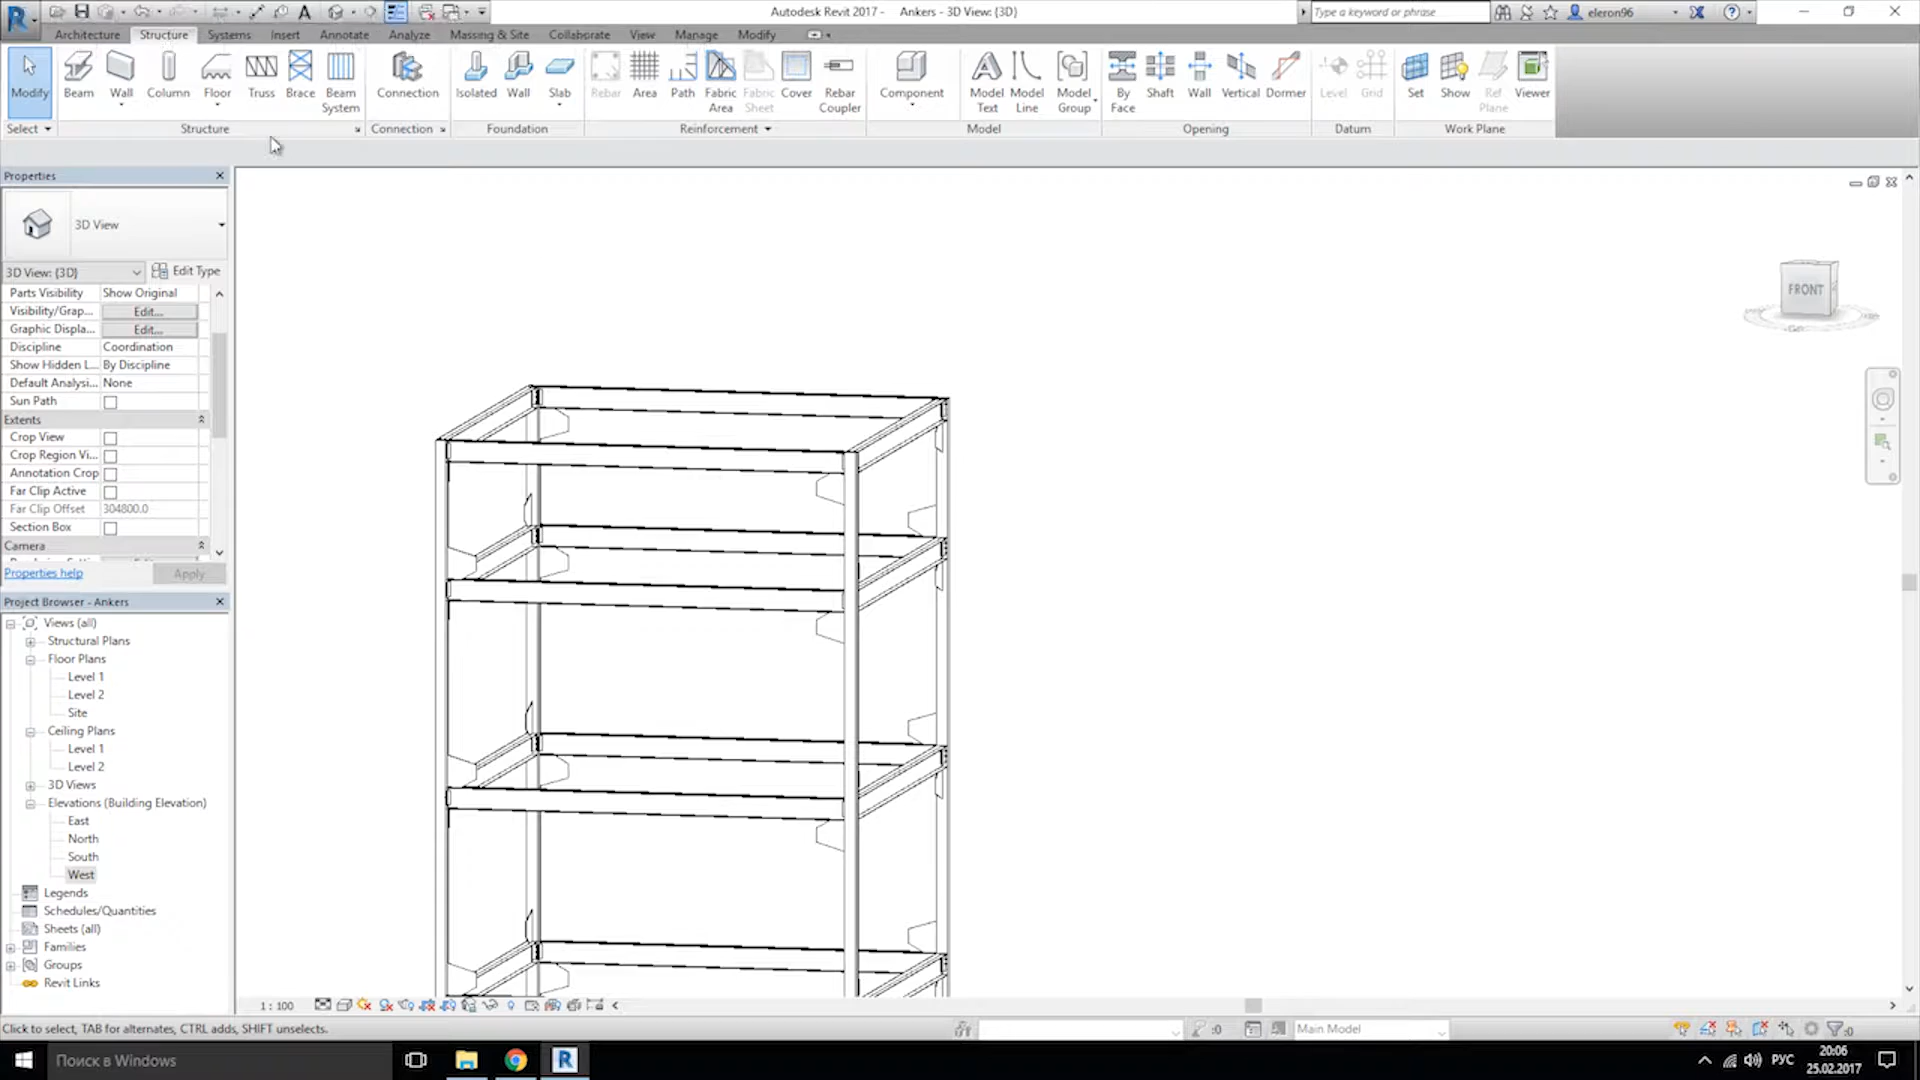 Autodesk Revit 2017 - Ankers - 3D View: {3D}
Type a keyword or phrase
eleron96
Architecture Structure Systems Insert Annotate Analyze Massing & Site Collaborate View Manage Modify
Modify
Beam
Wall
Column
Floor
Truss
Brace
Beam System
Connection
Isolated
Wall
Slab
Rebar
Area
Path
Fabric Area
Fabric Sheet
Cover
Rebar Coupler
Component
Model Text
Model Line
Model Group
By Face
Shaft
Wall
Vertical
Dormer
Level
Grid
Set
Show
Ref Plane
Viewer
Select
Structure
Connection
Foundation
Reinforcement
Model
Opening
Datum
Work Plane
Properties
3D View
3D View: {3D}
Edit Type
Parts Visibility Show Original
Visibility/Grap... Edit...
Graphic Displa... Edit...
Discipline Coordination
Show Hidden L... By Discipline
Default Analysi... None
Sun Path
Extents
Crop View
Crop Region Vi...
Annotation Crop
Far Clip Active
Far Clip Offset 304800.0
Section Box
Camera
Properties help Apply
Project Browser - Ankers
Views (all)
Structural Plans
Floor Plans
Level 1
Level 2
Site
Ceiling Plans
Level 1
Level 2
3D Views
Elevations (Building Elevation)
East
North
South
West
Legends
Schedules/Quantities
Sheets (all)
Families
Groups
Revit Links
FRONT
1 : 100
Click to select, TAB for alternates, CTRL adds, SHIFT unselects.
:0
Main Model
:0
Поиск в Windows
РУС
20:06
25.02.2017